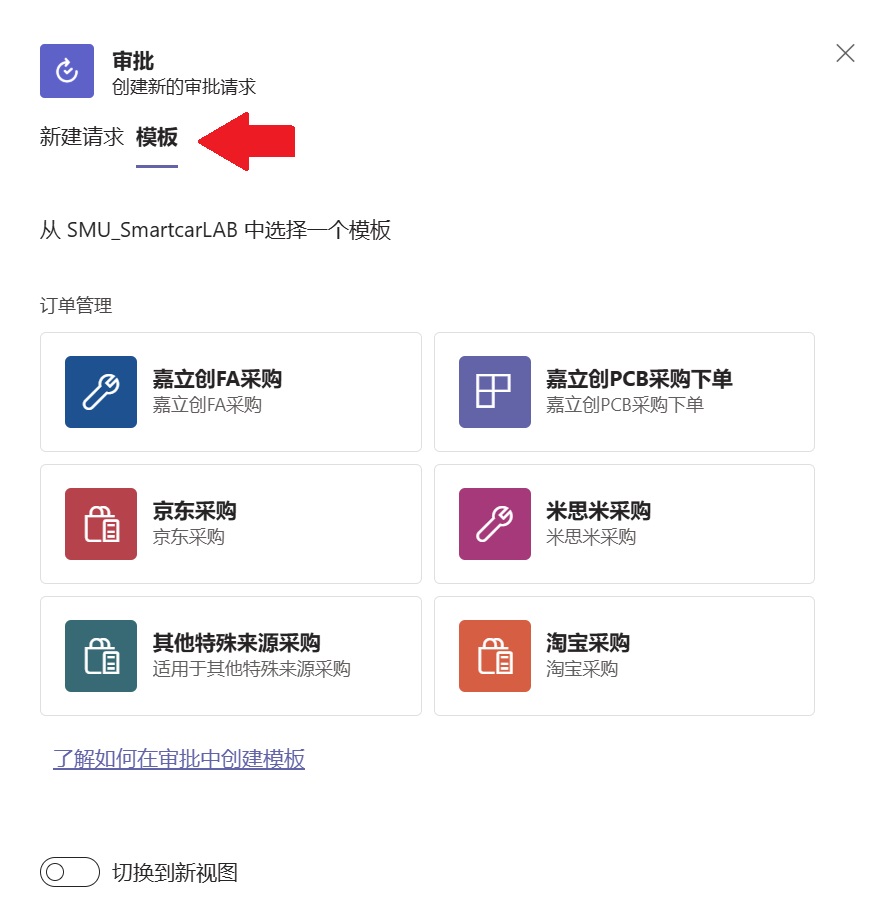 审批
创建新的审批请求
新建请求 模板
从 SMU_SmartcarLAB 中选择一个模板
订单管理
嘉立创FA采购
嘉立创FA采购
嘉立创PCB采购下单
嘉立创PCB采购下单
京东采购
京东采购
米思米采购
米思米采购
其他特殊来源采购
适用于其他特殊来源采购
淘宝采购
淘宝采购
了解如何在审批中创建模板
切换到新视图